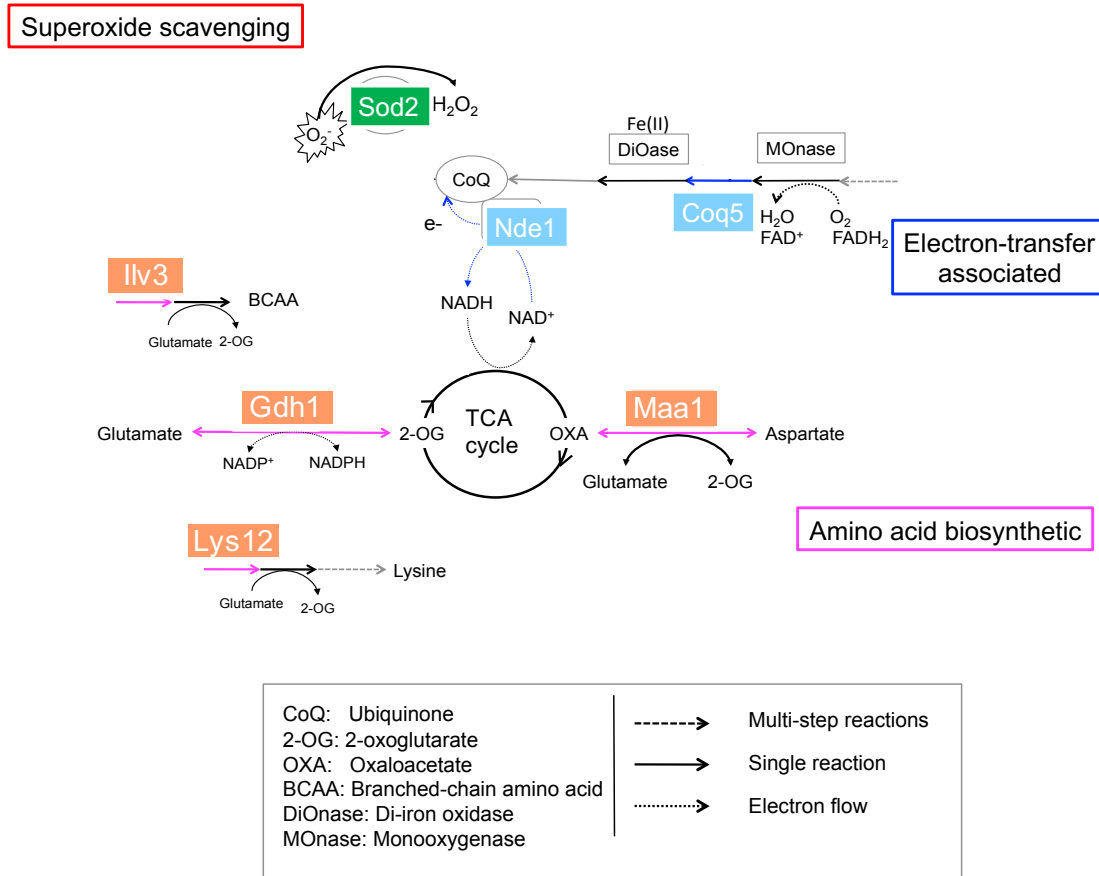 Superoxide scavenging
O2-
Sod2
H2O2
Fe(II)
DiOase
MOnase
CoQ
Coq5
e-
Nde1
H2O
FAD+
O2
FADH2
Electron-transfer
associated
Ilv3
BCAA
Glutamate
2-OG
NADH
NAD+
Gdh1
Maa1
Glutamate
2-OG
TCA
cycle
OXA
Aspartate
NADP+
NADPH
Glutamate
2-OG
Amino acid biosynthetic
Lys12
Lysine
Glutamate
2-OG
CoQ: Ubiquinone
2-OG: 2-oxoglutarate
OXA: Oxaloacetate
BCAA: Branched-chain amino acid
DiOnase: Di-iron oxidase
MOnase: Monooxygenase
Multi-step reactions
Single reaction
Electron flow